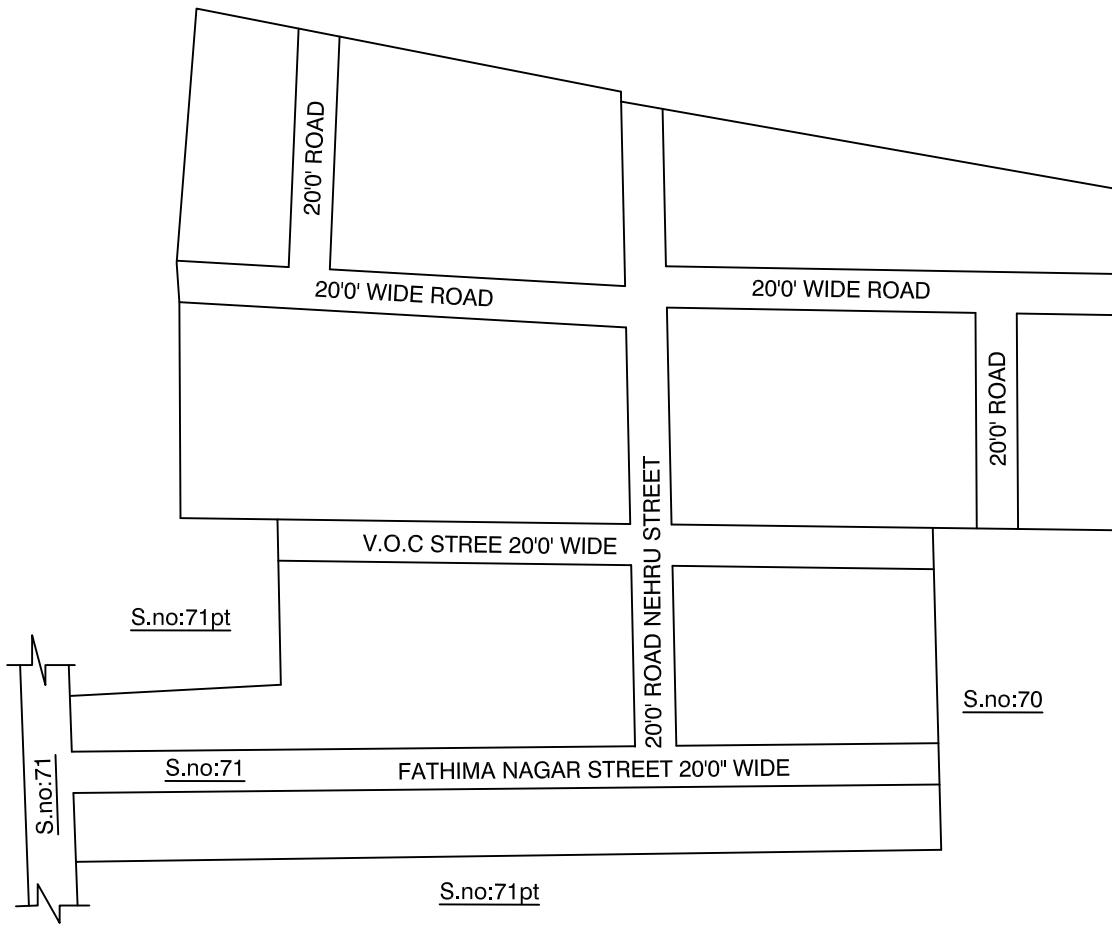 20'0' ROAD
20'0' WIDE ROAD
20'0' WIDE ROAD
20'0' ROAD
V.O.C STREE 20'0' WIDE
20'0' ROAD NEHRU STREET
S.no:71pt
S.no:70
S.no:71
S.no:71
FATHIMA NAGAR STREET 20'0" WIDE
S.no:71pt